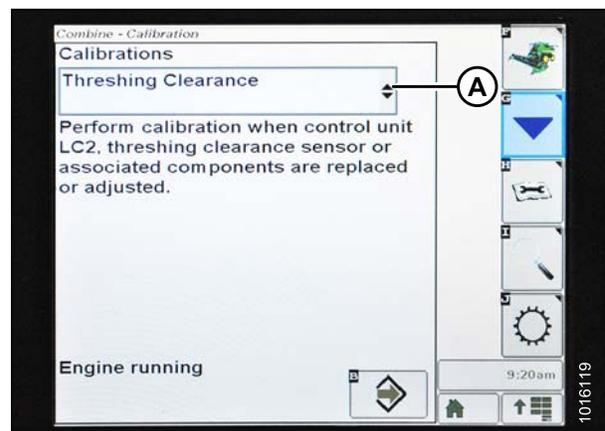 Combine - Calibration
Calibrations
Threshing Clearance
A
Perform calibration when control unit
LC2, threshing clearance sensor or
associated components are replaced
or adjusted.
Engine running
B
F
G
H
I
J
9:20am
1016119